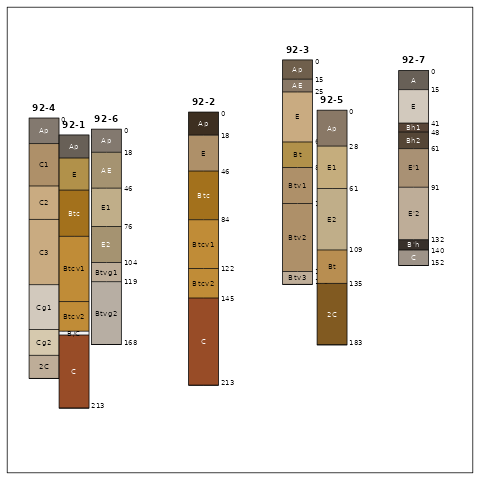 92-4
0
Ap
C1
C2
C3
Cg1
Cg2
2C
92-1
Ap
E
Btc
Btcv1
Btcv2
B/C
C
213
92-6
0
Ap
18
AE
46
E1
76
E2
104
Btvg1
119
Btvg2
168
92-2
0
Ap
18
E
46
Btc
84
Btcv1
122
Btcv2
145
C
213
92-3
0
Ap
15
AE
25
E
Bt
Btv1
Btv2
Btv3
92-5
0
Ap
28
E1
61
E2
109
Bt
135
2C
183
92-7
0
A
15
E
41
Bh1
48
Bh2
61
E'1
91
E'2
132
B'h
140
C
152